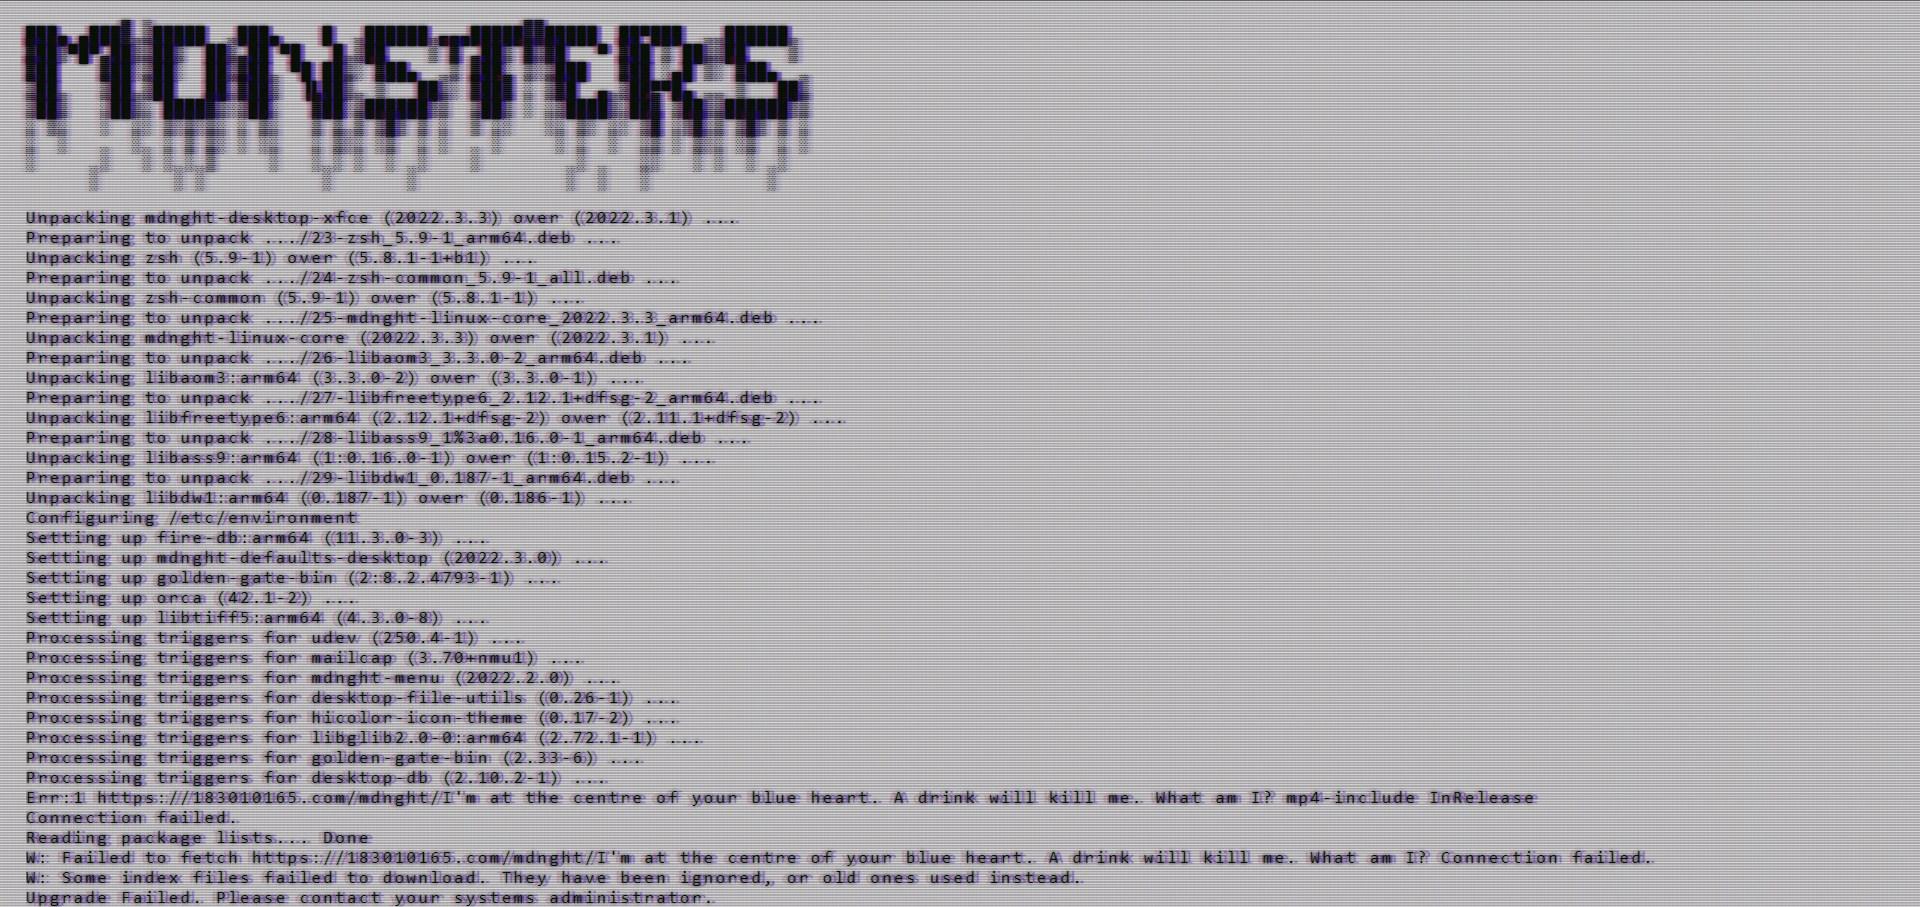 MONSTERS
Unpacking mdnght-desktop-xfce (2022.3.3) over (2022.3.1) ...
Preparing to unpack .../23-zsh_5.9-1_arm64.deb ...
Unpacking zsh (5.9-1) over (5.8.1-1+b1) ...
Preparing to unpack .../24-zsh-common_5.9-1_all.deb ...
Unpacking zsh-common (5.9-1) over (5.8.1-1) ...
Preparing to unpack .../25-mdnght-linux-core_2022.3.3_arm64.deb ...
Unpacking mdnght-linux-core (2022.3.3) over (2022.3.1) ...
Preparing to unpack .../26-libaom3_3.3.0-2_arm64.deb ...
Unpacking libaom3:arm64 (3.3.0-2) over (3.3.0-1) ...
Preparing to unpack .../27-libfreetype6_2.12.1+dfsg-2_arm64.deb ...
Unpacking libfreetype6:arm64 (2.12.1+dfsg-2) over (2.11.1+dfsg-2) ...
Preparing to unpack .../28-libass9_1%3a0.16.0-1_arm64.deb ...
Unpacking libass9:arm64 (1:0.16.0-1) over (1:0.15.2-1) ...
Preparing to unpack .../29-libdw1_0.187-1_arm64.deb ...
Unpacking libdw1:arm64 (0.187-1) over (0.186-1) ...
Configuring /etc/environment
Setting up fire-db:arm64 (11.3.0-3) ...
Setting up mdnght-defaults-desktop (2022.3.0) ...
Setting up golden-gate-bin (2:8.2.4793-1) ...
Setting up orca (42.1-2) ...
Setting up libtiff5:arm64 (4.3.0-8) ...
Processing triggers for udev (250.4-1) ...
Processing triggers for mailcap (3.70+nmu1) ...
Processing triggers for mdnght-menu (2022.2.0) ...
Processing triggers for desktop-file-utils (0.26-1) ...
Processing triggers for hicolor-icon-theme (0.17-2) ...
Processing triggers for libglib2.0-0:arm64 (2.72.1-1) ...
Processing triggers for golden-gate-bin (2.33-6) ...
Processing triggers for desktop-db (2.10.2-1) ...
Err:1 https://183010165.com/mdnght/I'm at the centre of your blue heart. A drink will kill me. What am I? mp4-include InRelease
Connection failed.
Reading package lists... Done
W: Failed to fetch https://183010165.com/mdnght/I'm at the centre of your blue heart. A drink will kill me. What am I? Connection failed.
W: Some index files failed to download. They have been ignored, or old ones used instead.
Upgrade Failed. Please contact your systems administrator.